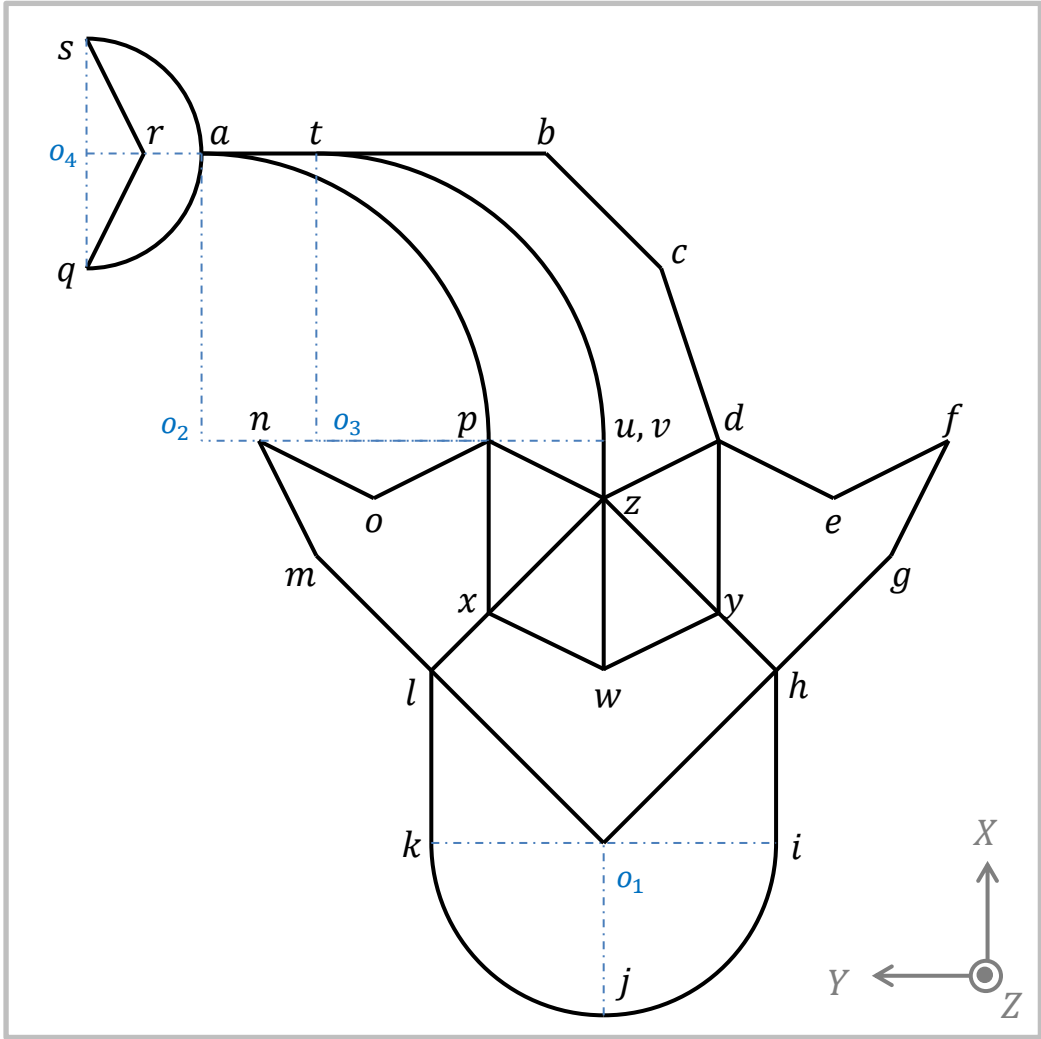 s
r a t b
o₄
q
c
n o₃ p u, v d f
o₂
z
o e
m g
x y
l w h
k i
o₁
j
X
Y
Z